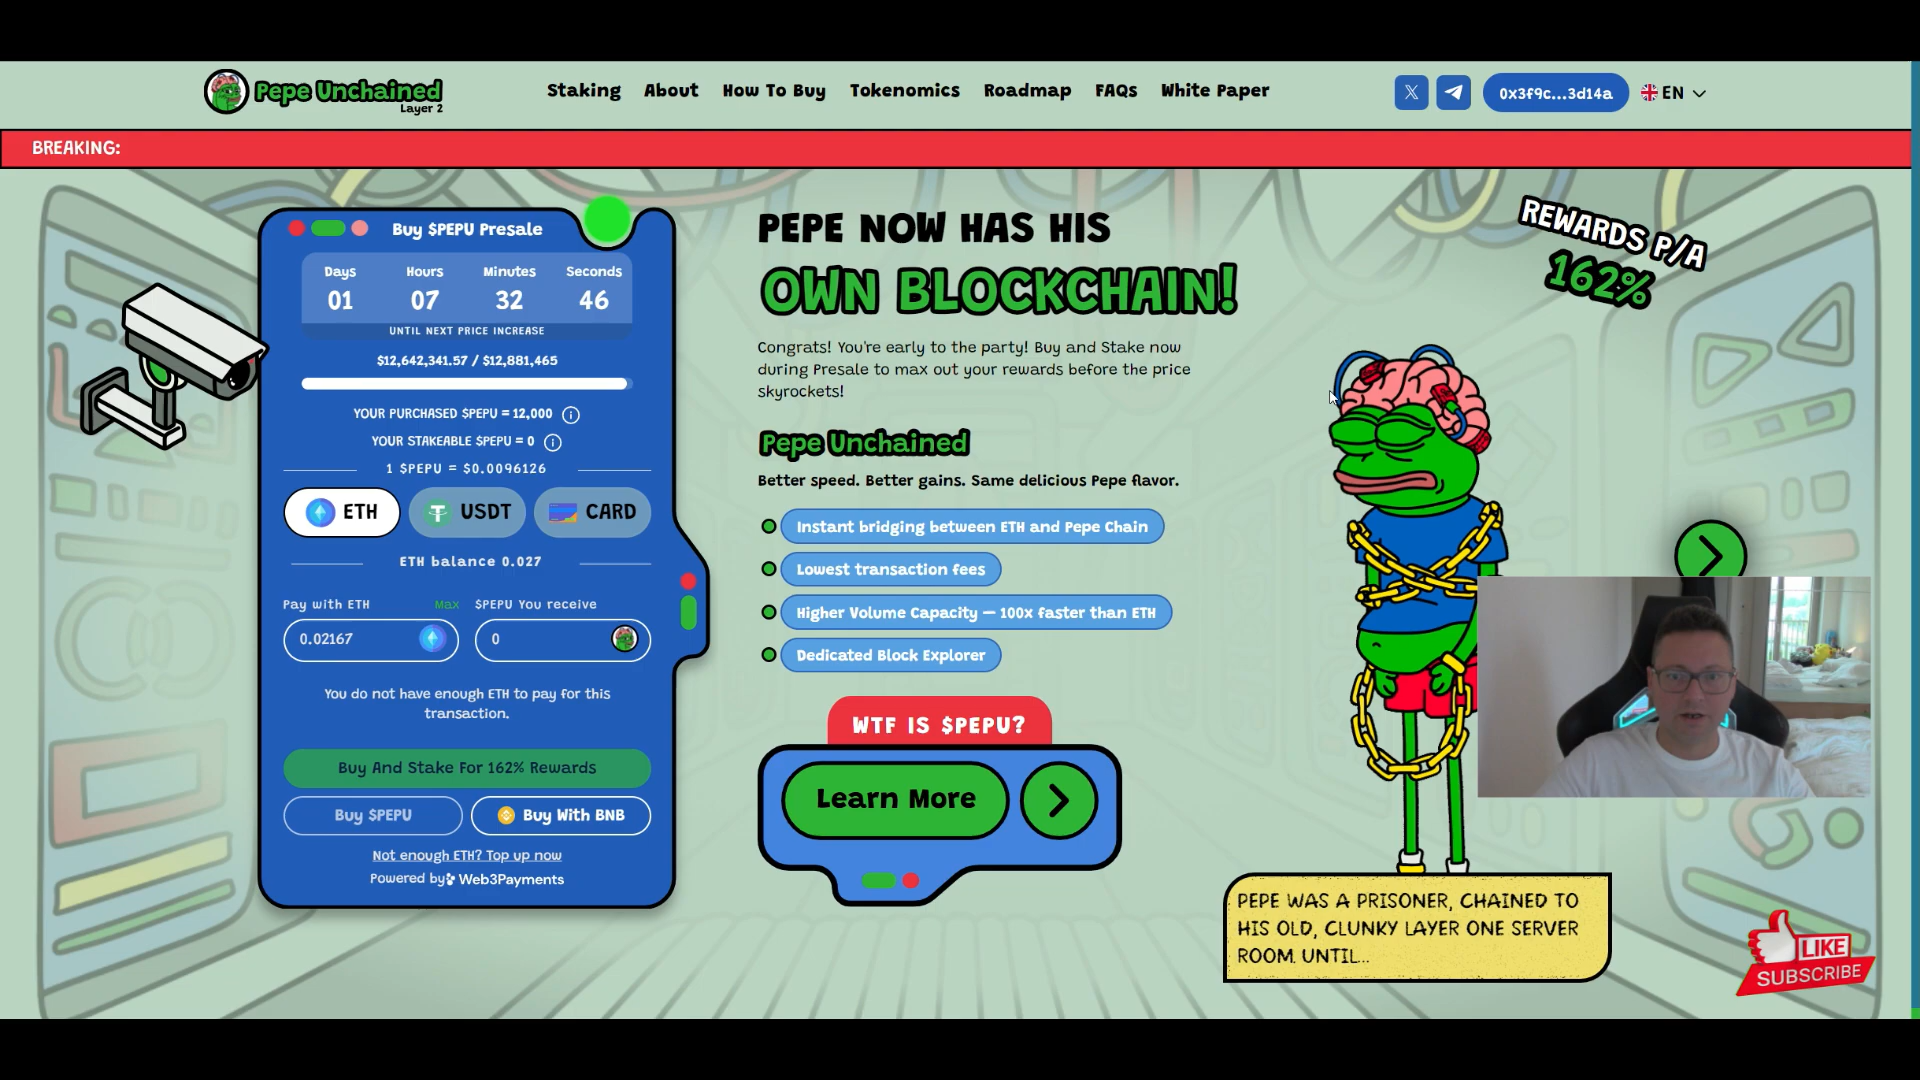 Pepe Unchained
Layer 2
Staking
About
How To Buy
Tokenomics
Roadmap
FAQs
White Paper
0x3f9c...3d14a
EN
BREAKING:
Buy $PEPU Presale
Days Hours Minutes Seconds
01 07 32 46
UNTIL NEXT PRICE INCREASE
$12,642,341.57 / $12,881,465
YOUR PURCHASED $PEPU = 12,000
YOUR STAKEABLE $PEPU = 0
1 $PEPU = $0.0096126
ETH USDT CARD
ETH balance 0.027
Pay with ETH Max $PEPU You receive
0.02167 0
You do not have enough ETH to pay for this
transaction.
Buy And Stake For 162% Rewards
Buy $PEPU Buy With BNB
Not enough ETH? Top up now
Powered by Web3Payments
PEPE NOW HAS HIS
OWN BLOCKCHAIN!
Congrats! You're early to the party! Buy and Stake now
during Presale to max out your rewards before the price
skyrockets!
Pepe Unchained
Better speed. Better gains. Same delicious Pepe flavor.
Instant bridging between ETH and Pepe Chain
Lowest transaction fees
Higher Volume Capacity — 100x faster than ETH
Dedicated Block Explorer
WTF IS $PEPU?
Learn More
REWARDS P/A
162%
PEPE WAS A PRISONER, CHAINED TO
HIS OLD, CLUNKY LAYER ONE SERVER
ROOM. UNTIL...
LIKE
SUBSCRIBE